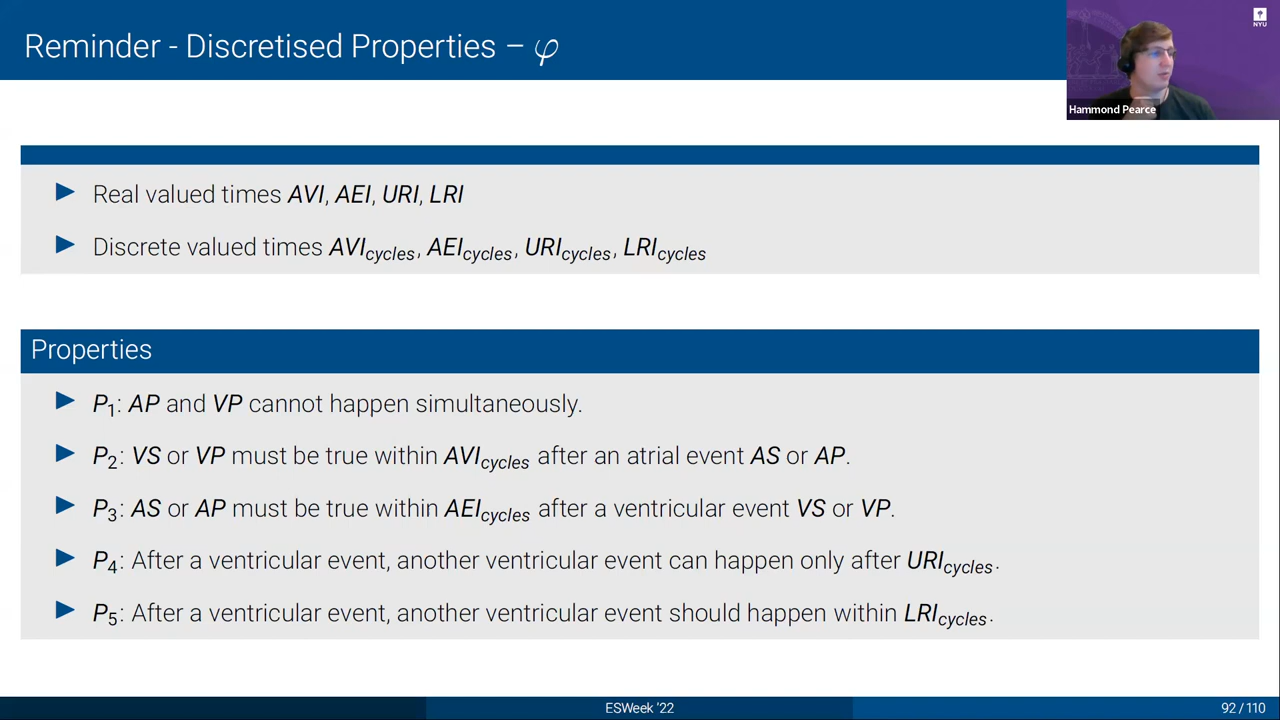 Reminder - Discretised Properties – φ
NYU
Hammond Pearce
▶ Real valued times AVI, AEI, URI, LRI
▶ Discrete valued times AVIcycles, AEIcycles, URIcycles, LRIcycles
Properties
▶ P1: AP and VP cannot happen simultaneously.
▶ P2: VS or VP must be true within AVIcycles after an atrial event AS or AP.
▶ P3: AS or AP must be true within AEIcycles after a ventricular event VS or VP.
▶ P4: After a ventricular event, another ventricular event can happen only after URIcycles.
▶ P5: After a ventricular event, another ventricular event should happen within LRIcycles.
ESWeek '22
92 / 110